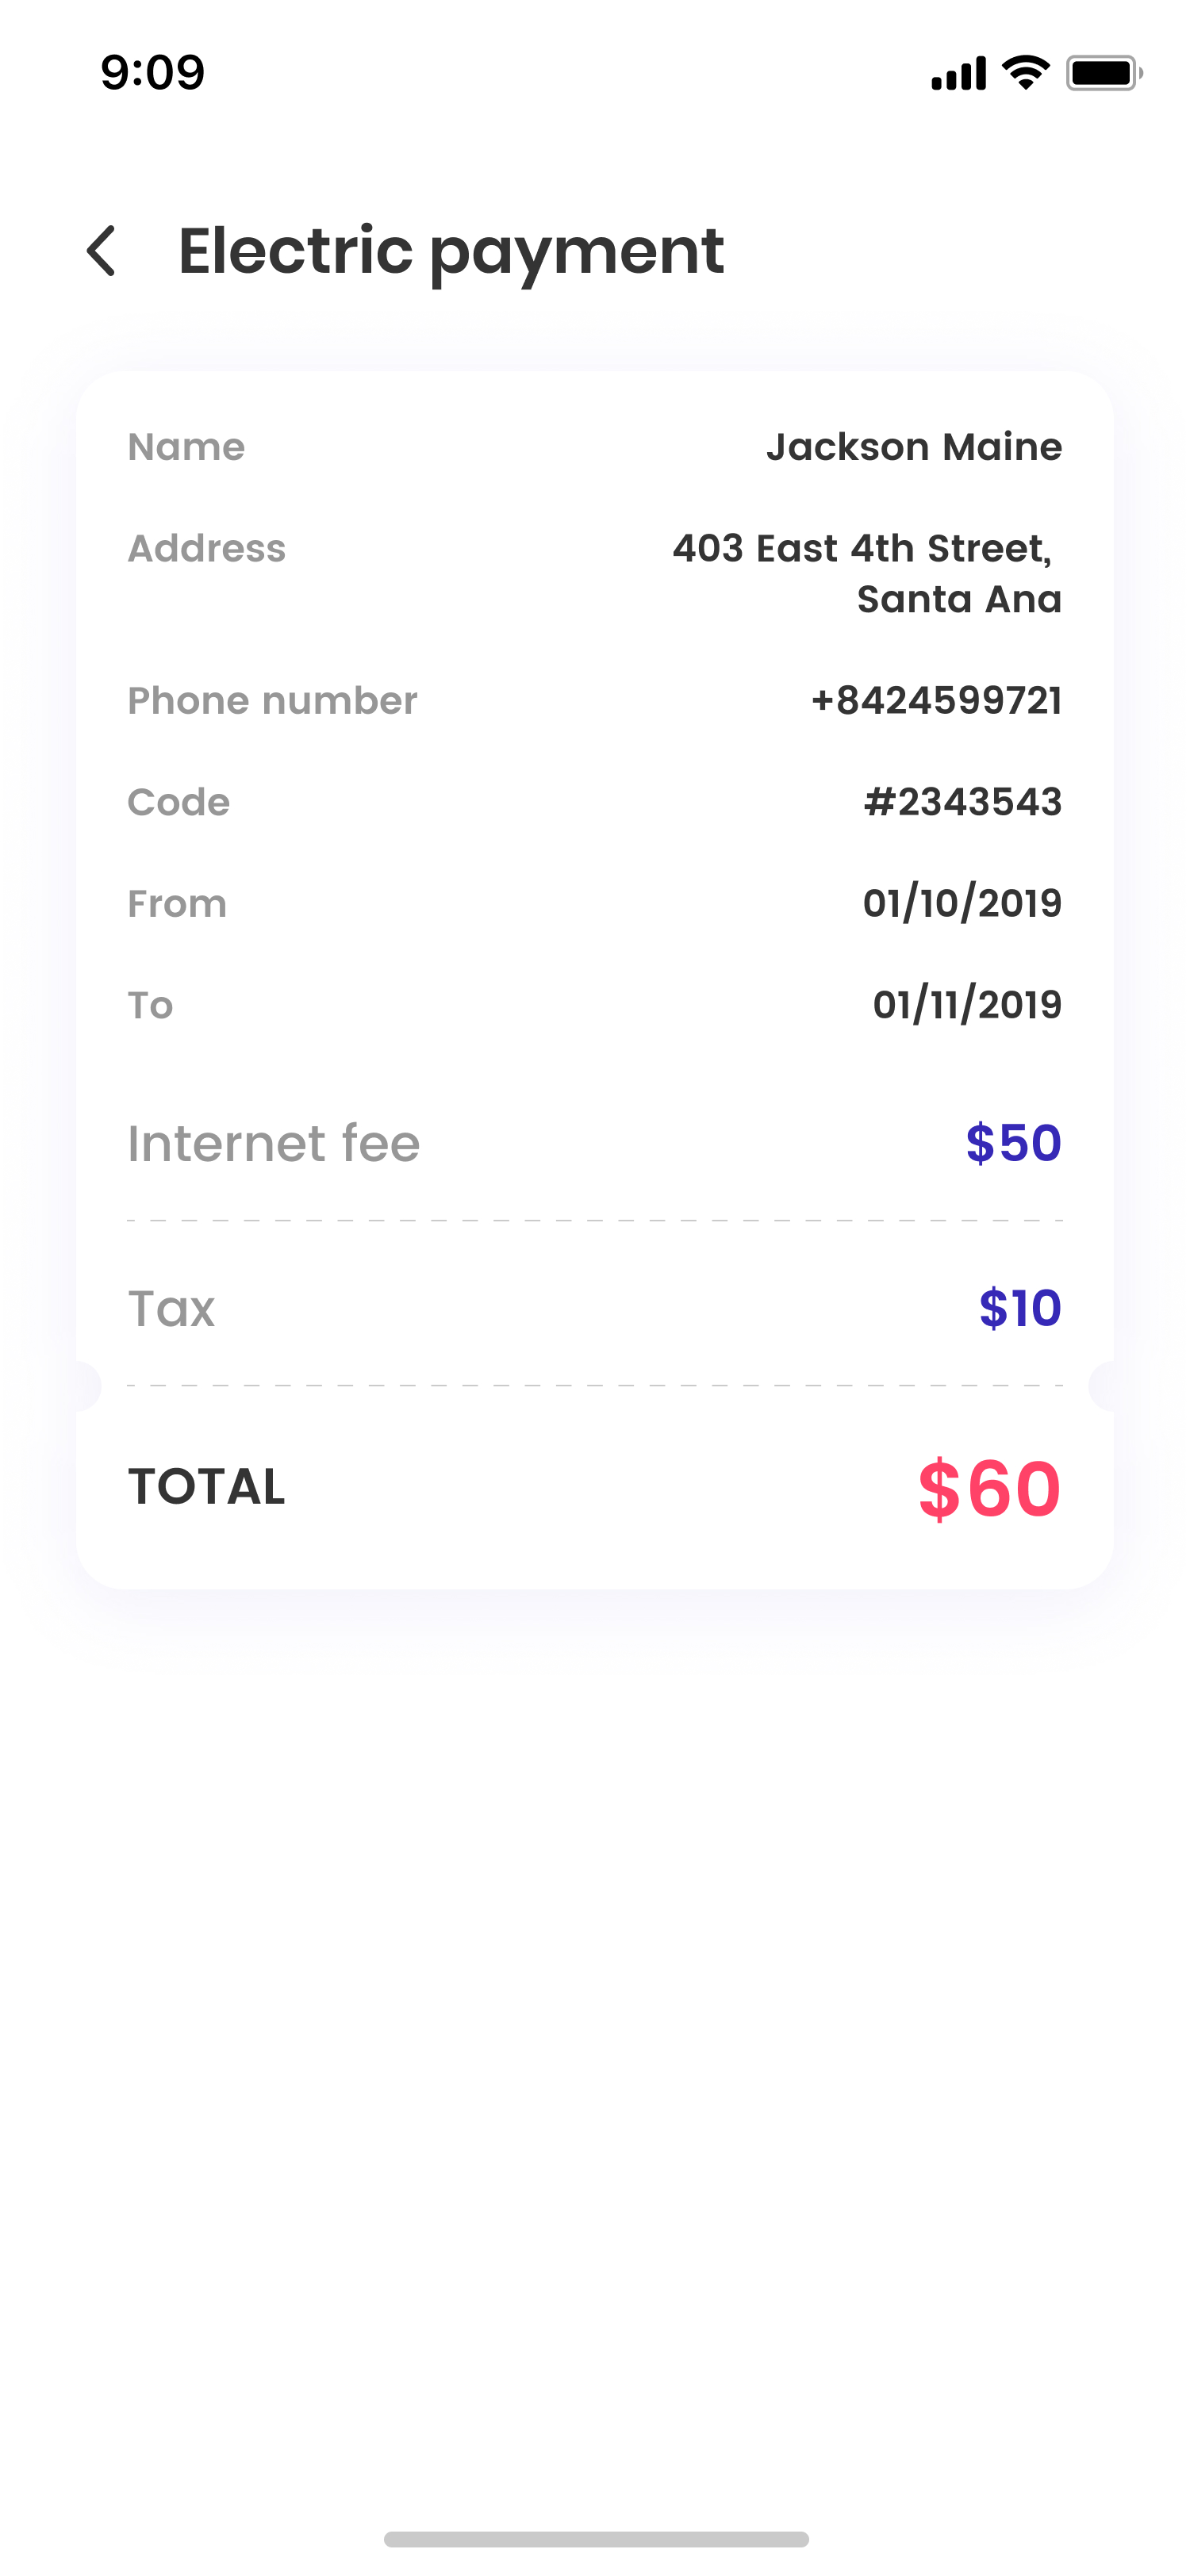 9:09
Electric payment
Name Jackson Maine
Address 403 East 4th Street,
Santa Ana
Phone number +8424599721
Code #2343543
From 01/10/2019
To 01/11/2019
Internet fee $50
Tax $10
TOTAL $60